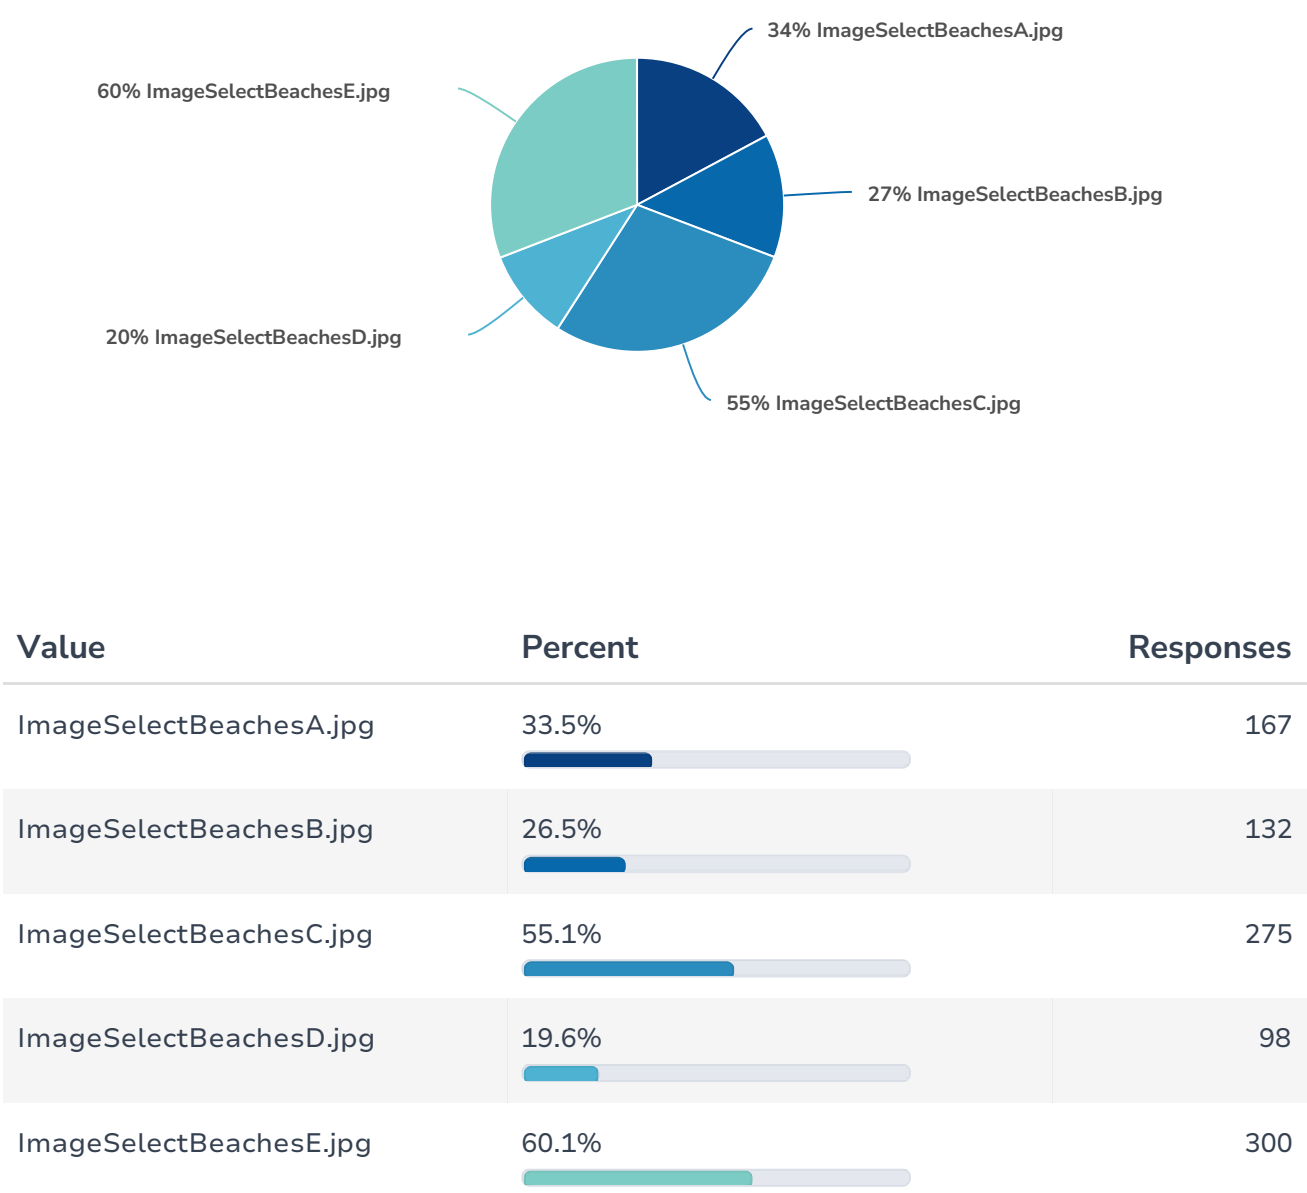 34% ImageSelectBeachesA.jpg
60% ImageSelectBeachesE.jpg
27% ImageSelectBeachesB.jpg
20% ImageSelectBeachesD.jpg
55% ImageSelectBeachesC.jpg
Value Percent Responses
ImageSelectBeachesA.jpg 33.5% 167
ImageSelectBeachesB.jpg 26.5% 132
ImageSelectBeachesC.jpg 55.1% 275
ImageSelectBeachesD.jpg 19.6% 98
ImageSelectBeachesE.jpg 60.1% 300